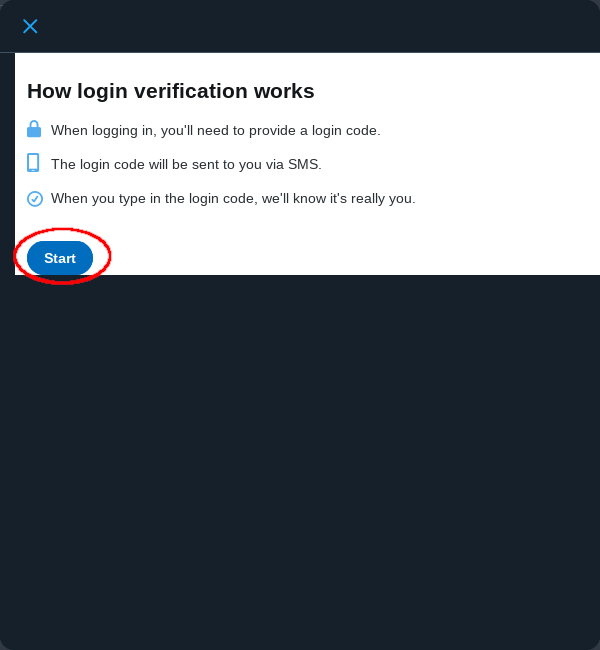 How login verification works
When logging in, you'll need to provide a login code.
The login code will be sent to you via SMS.
When you type in the login code, we'll know it's really you.
Start